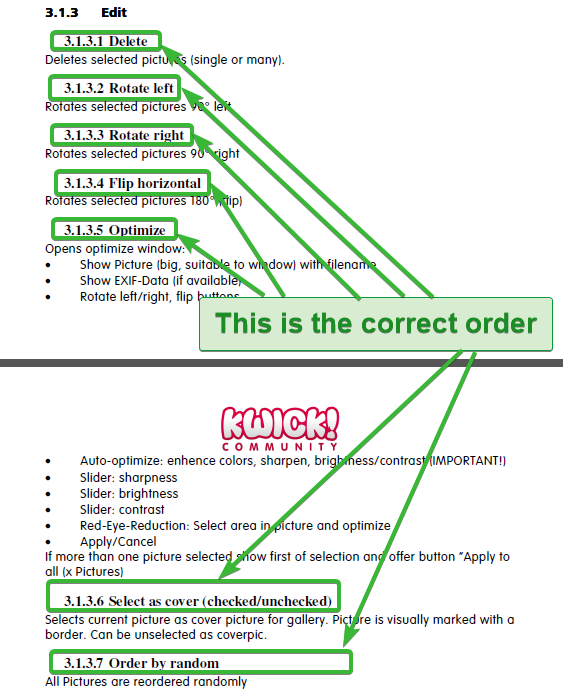 3.1.3 Edit
3.1.3.1 Delete
Deletes selected pictures (single or many).
3.1.3.2 Rotate left
Rotates selected pictures 90° left
3.1.3.3 Rotate right
Rotates selected pictures 90° right
3.1.3.4 Flip horizontal
Rotates selected pictures 180° (flip)
3.1.3.5 Optimize
Opens optimize window:
• Show Picture (big, suitable to window) with filename
• Show EXIF-Data (if available)
• Rotate left/right, flip buttons
This is the correct order
KWICK!
COMMUNITY
• Auto-optimize: enhence colors, sharpen, brightness/contrast (IMPORTANT!)
• Slider: sharpness
• Slider: brightness
• Slider: contrast
• Red-Eye-Reduction: Select area in picture and optimize
• Apply/Cancel
If more than one picture selected show first of selection and offer button "Apply to
all (x Pictures)
3.1.3.6 Select as cover (checked/unchecked)
Selects current picture as cover picture for gallery. Picture is visually marked with a
border. Can be unselected as coverpic.
3.1.3.7 Order by random
All Pictures are reordered randomly